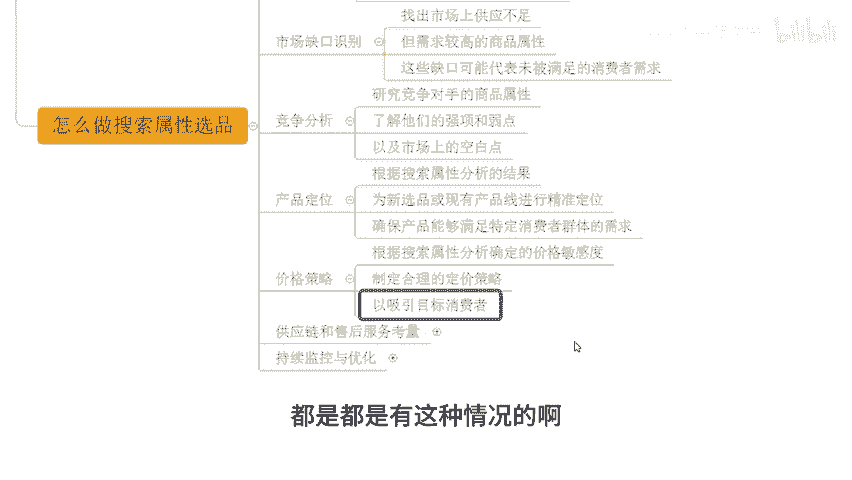 找出市场上供应不足
市场缺口识别
但需求较高的商品属性
这些缺口可能代表未被满足的消费者需求
研究竞争对手的商品属性
怎么做搜索属性选品
竞争分析
了解他们的强项和弱点
以及市场上的空白点
根据搜索属性分析的结果
产品定位
为新选品或现有产品线进行精准定位
确保产品能够满足特定消费者群体的需求
根据搜索属性分析确定的价格敏感度
价格策略
制定合理的定价策略
以吸引目标消费者
供应链和售后服务考量
持续监控与优化
都是都是有这种情况的啊
bilibili